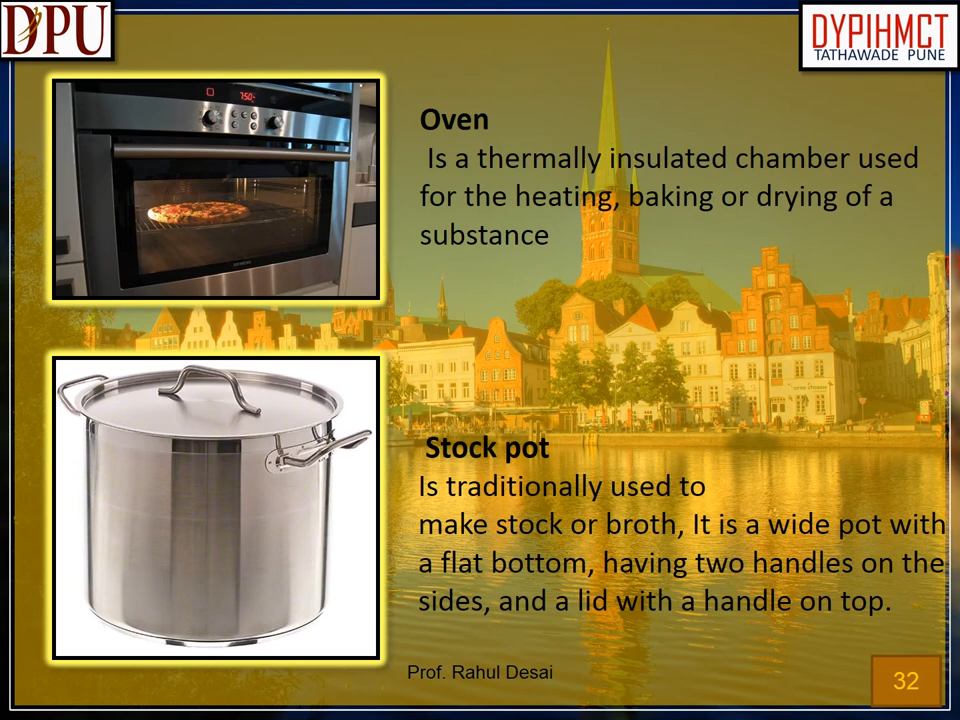 DPU
DYPIHMCT
TATHAWADE PUNE
750
Oven
Is a thermally insulated chamber used
for the heating, baking or drying of a
substance
SIEMENS
Stock pot
Is traditionally used to
make stock or broth, It is a wide pot with
a flat bottom, having two handles on the
sides, and a lid with a handle on top.
Prof. Rahul Desai
32